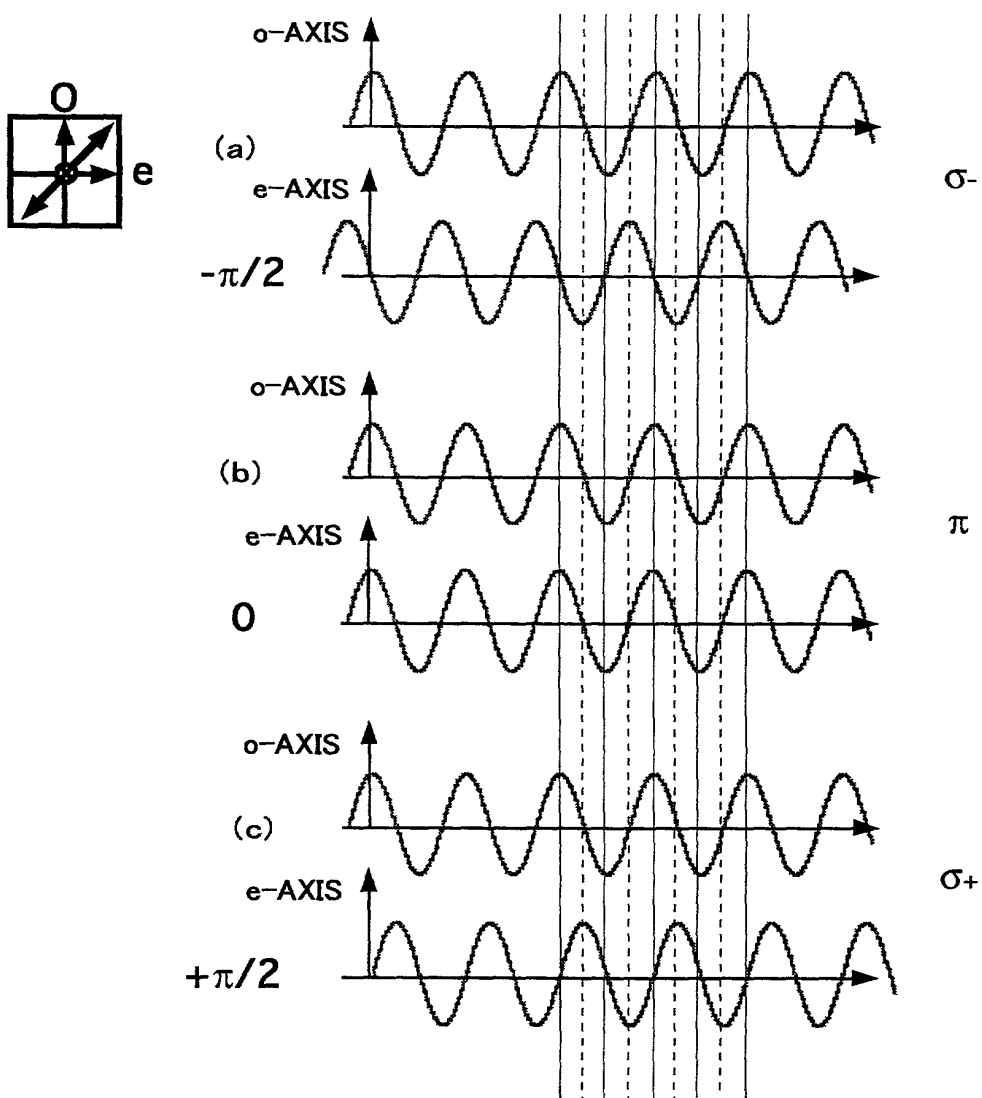 O
e
o-AXIS
(a)
e-AXIS
-π/2
σ-
o-AXIS
(b)
e-AXIS
0
π
o-AXIS
(c)
e-AXIS
+π/2
σ+